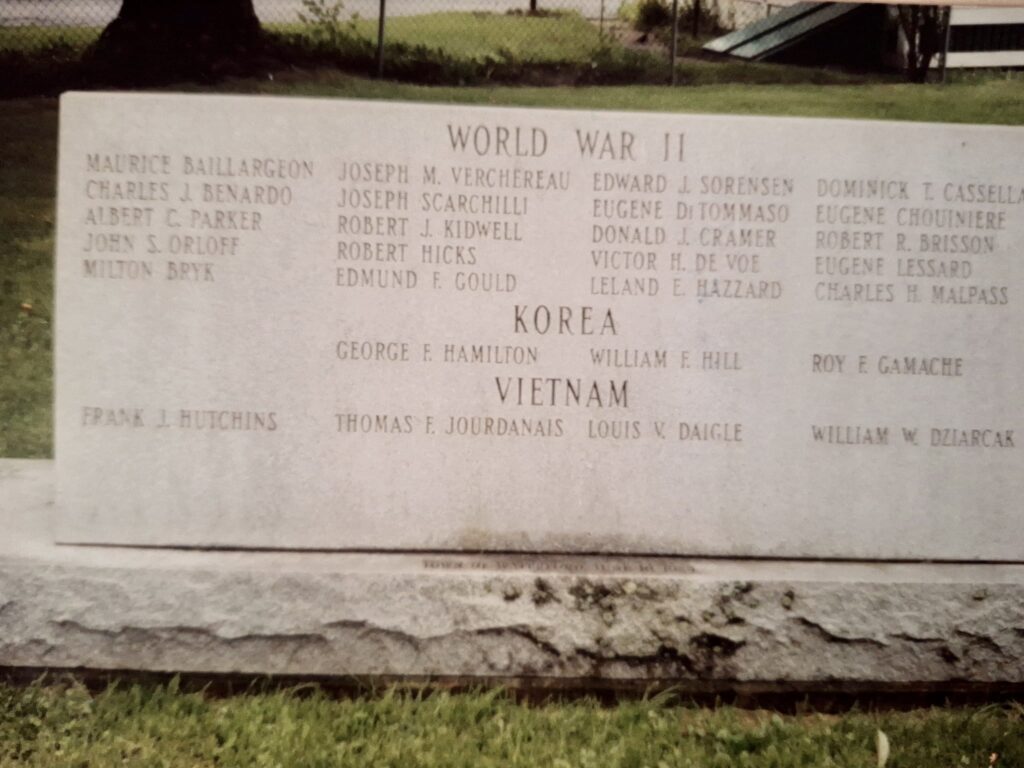 WORLD WAR II
MAURICE BAILLARGEON JOSEPH M. VERCHEREAU EDWARD J. SORENSEN DOMINICK T. CASSELLA
CHARLES J. BENARDO JOSEPH SCARCHILLI EUGENE DiTOMMASO EUGENE CHOUINIERE
ALBERT C. PARKER ROBERT J. KIDWELL DONALD J. CRAMER ROBERT R. BRISSON
JOHN S. ORLOFF ROBERT HICKS VICTOR H. DE VOE EUGENE LESSARD
MILTON BRYK EDMUND F. GOULD LELAND E. HAZZARD CHARLES H. MALPASS
KOREA
GEORGE F. HAMILTON WILLIAM F. HILL ROY F. GAMACHE
VIETNAM
FRANK J. HUTCHINS THOMAS F. JOURDANAIS LOUIS V. DAIGLE WILLIAM W. DZIARCAK
TOWN OF